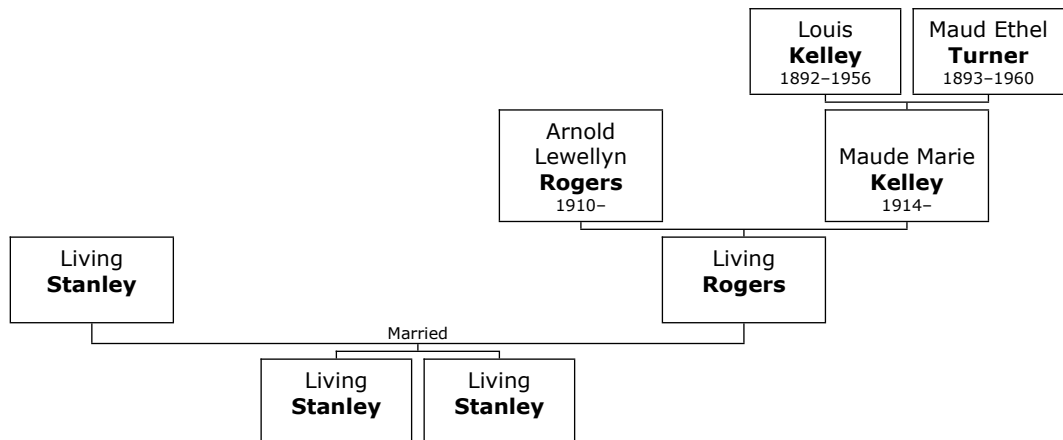 Louis
Kelley
1892–1956
Maud Ethel
Turner
1893–1960
Arnold
Lewellyn
Rogers
1910–
Maude Marie
Kelley
1914–
Living
Stanley
Living
Rogers
Married
Living
Stanley
Living
Stanley